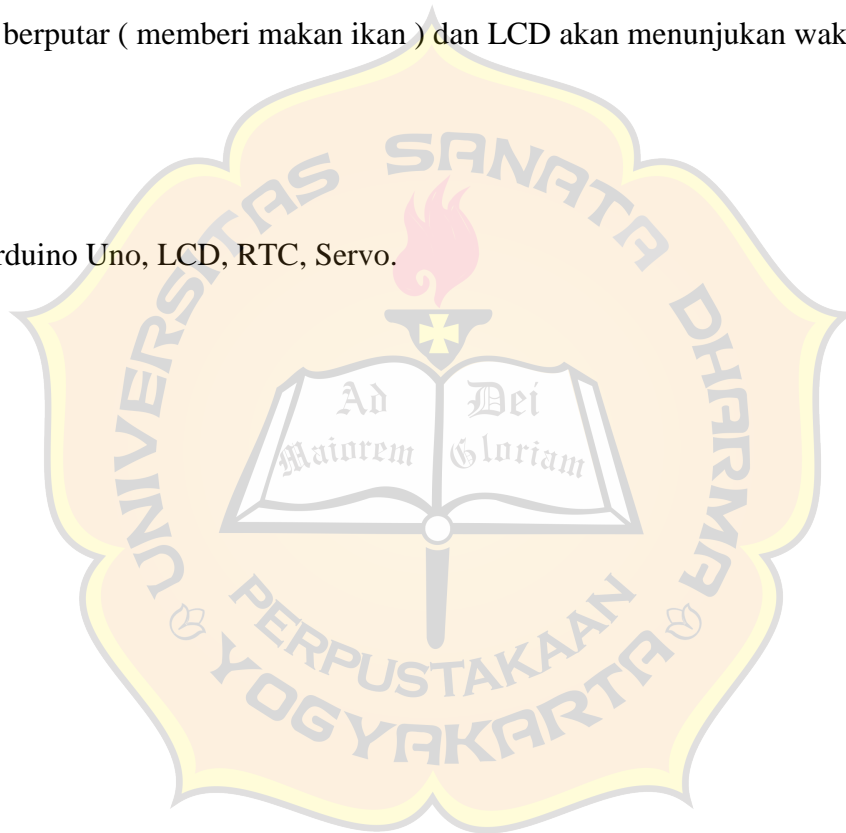 berputar ( memberi makan ikan ) dan LCD akan menunjukan wak
rduino Uno, LCD, RTC, Servo.
UNIVERSITAS SANATA DHARMA
Ad Dei
Maiorem Gloriam
PERPUSTAKAAN
YOGYAKARTA